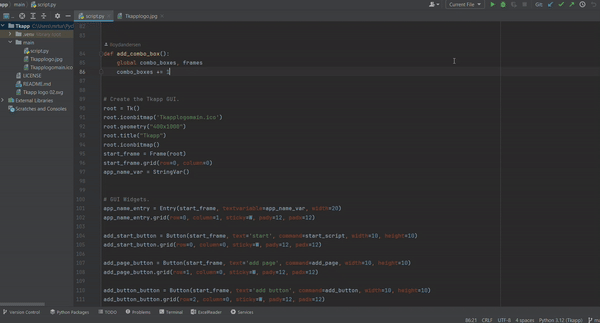 app main script.py
Current File
Git:
Project
script.py
Tkapplogo.jpg
Tkapp
.venv
main
script.py
Tkapplogo.jpg
Tkapplogomain.ico
LICENSE
README.md
Tkapp logo 02.svg
External Libraries
Scratches and Consoles
def add_combo_box():
global combo_boxes, frames
86 combo_boxes += 1
# Create the Tkapp GUI.
root = Tk()
root.iconbitmap('Tkapplogomain.ico')
root.geometry("400x1000")
root.title("Tkapp")
root.iconbitmap()
start_frame = Frame(root)
start_frame.grid(row=0, column=0)
app_name_var = StringVar()
# GUI Widgets.
app_name_entry = Entry(start_frame, textvariable=app_name_var, width=20)
app_name_entry.grid(row=0, column=1, sticky=W, padx=12, pady=12)
add_start_button = Button(start_frame, text='start', command=start_script, width=10, height=10)
add_start_button.grid(row=0, column=0, sticky=W, padx=12, pady=12)
add_page_button = Button(start_frame, text='add page', command=add_page, width=10, height=10)
add_page_button.grid(row=1, column=0, sticky=W, padx=12, pady=12)
add_button_button = Button(start_frame, text='add button', command=add_button, width=10, height=10)
add_button_button.grid(row=2, column=0, sticky=W, padx=12, pady=12)
Version Control Python Packages TODO Problems Terminal ExcelReader Services
86:21 CRLF UTF-8 4 spaces Python 3.12 (Tkapp)